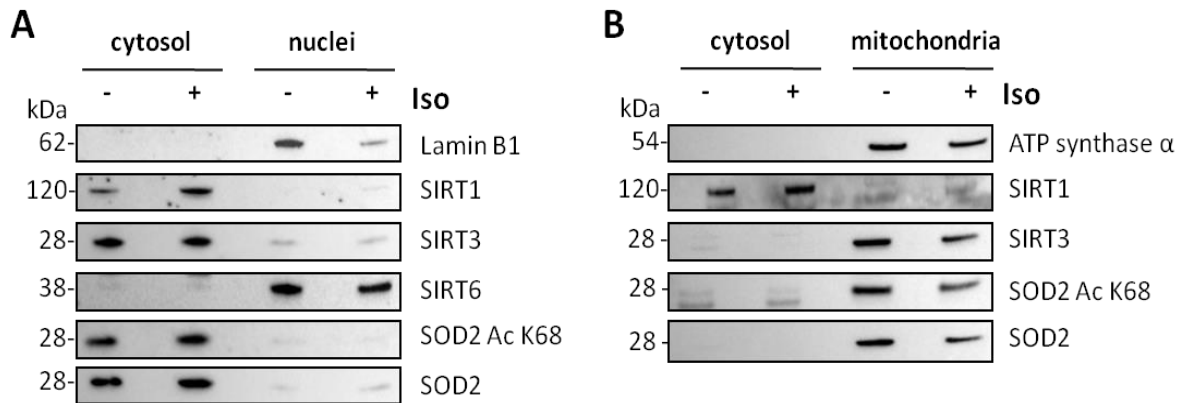 A
cytosol nuclei
- + - + Iso
kDa
62- Lamin B1
120- SIRT1
28- SIRT3
38- SIRT6
28- SOD2 Ac K68
28- SOD2
B
cytosol mitochondria
- + - + Iso
kDa
54- ATP synthase α
120- SIRT1
28 - SIRT3
28 - SOD2 Ac K68
28 - SOD2